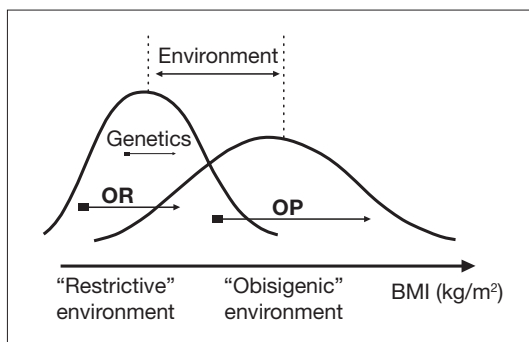 Environment
Genetics
OR
OP
“Restrictive” “Obisigenic” BMI (kg/m²)
environment environment